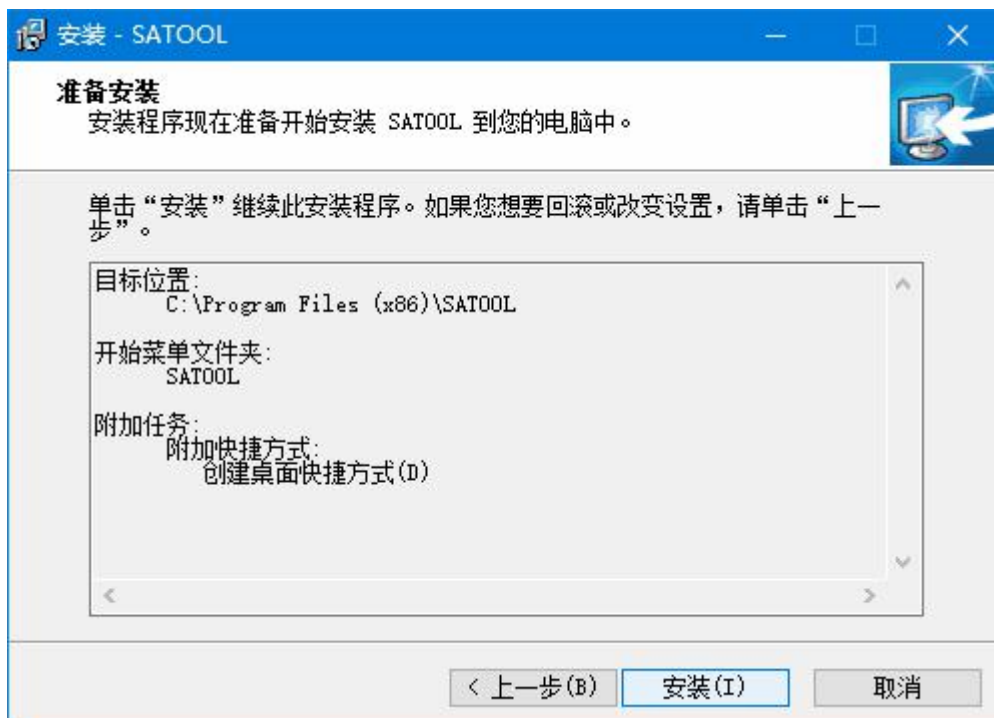 安装 - SATOOL
准备安装
安装程序现在准备开始安装 SATOOL 到您的电脑中。
单击“安装”继续此安装程序。如果您想要回滚或改变设置，请单击“上一
步”。
目标位置:
C:\Program Files (x86)\SATOOL
开始菜单文件夹:
SATOOL
附加任务:
附加快捷方式:
创建桌面快捷方式(D)
< 上一步(B) 安装(I) 取消